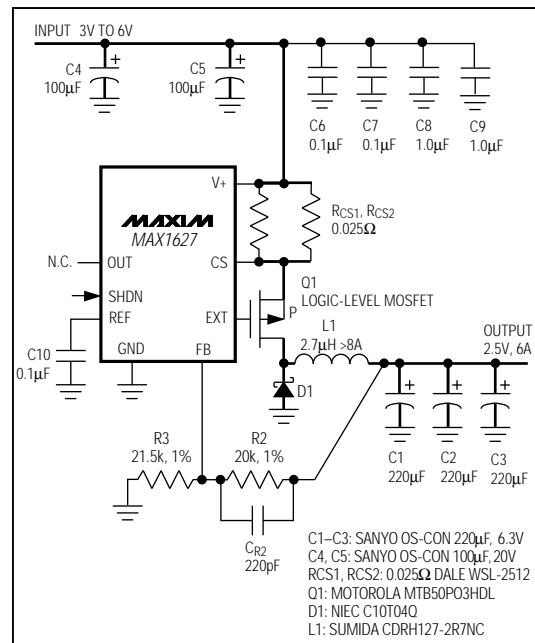 INPUT 3V TO 6V
C4
100µF
C5
100µF
C6
0.1µF
C7
0.1µF
C8
1.0µF
C9
1.0µF
V+
MAXIM
MAX1627
RCS1, RCS2
0.025Ω
N.C.
OUT
CS
SHDN
REF
EXT
GND
FB
Q1
LOGIC-LEVEL MOSFET
P
L1
2.7µH >8A
OUTPUT
2.5V, 6A
C10
0.1µF
D1
C1
220µF
C2
220µF
C3
220µF
R3
21.5k, 1%
R2
20k, 1%
CR2
220pF
C1–C3: SANYO OS-CON 220µF, 6.3V
C4, C5: SANYO OS-CON 100µF, 20V
RCS1, RCS2: 0.025Ω DALE WSL-2512
Q1: MOTOROLA MTB50PO3HDL
D1: NIEC C10T04Q
L1: SUMIDA CDRH127-2R7NC